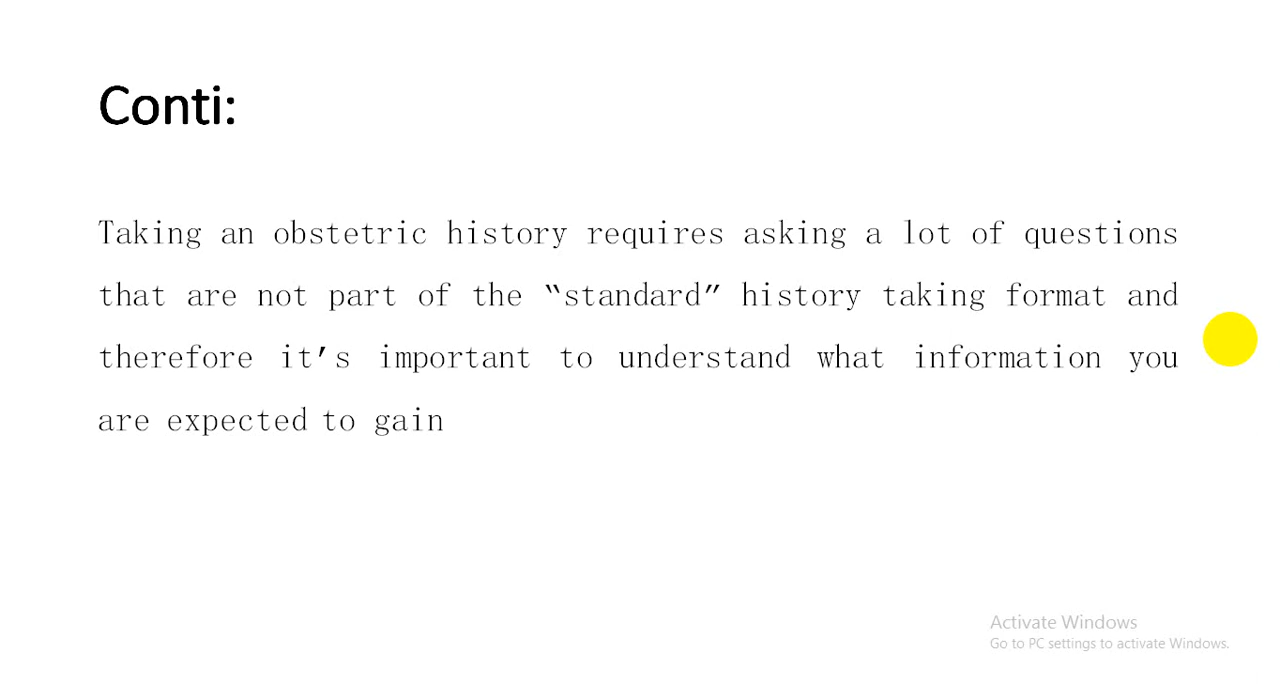 Conti:
Taking an obstetric history requires asking a lot of questions
that are not part of the “standard” history taking format and
therefore it’s important to understand what information you
are expected to gain
Activate Windows
Go to PC settings to activate Windows.